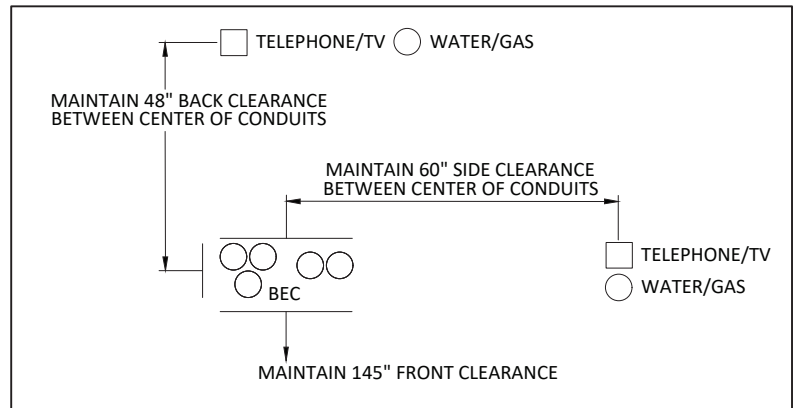 TELEPHONE/TV WATER/GAS
MAINTAIN 48" BACK CLEARANCE
BETWEEN CENTER OF CONDUITS
MAINTAIN 60" SIDE CLEARANCE
BETWEEN CENTER OF CONDUITS
TELEPHONE/TV
WATER/GAS
BEC
MAINTAIN 145" FRONT CLEARANCE